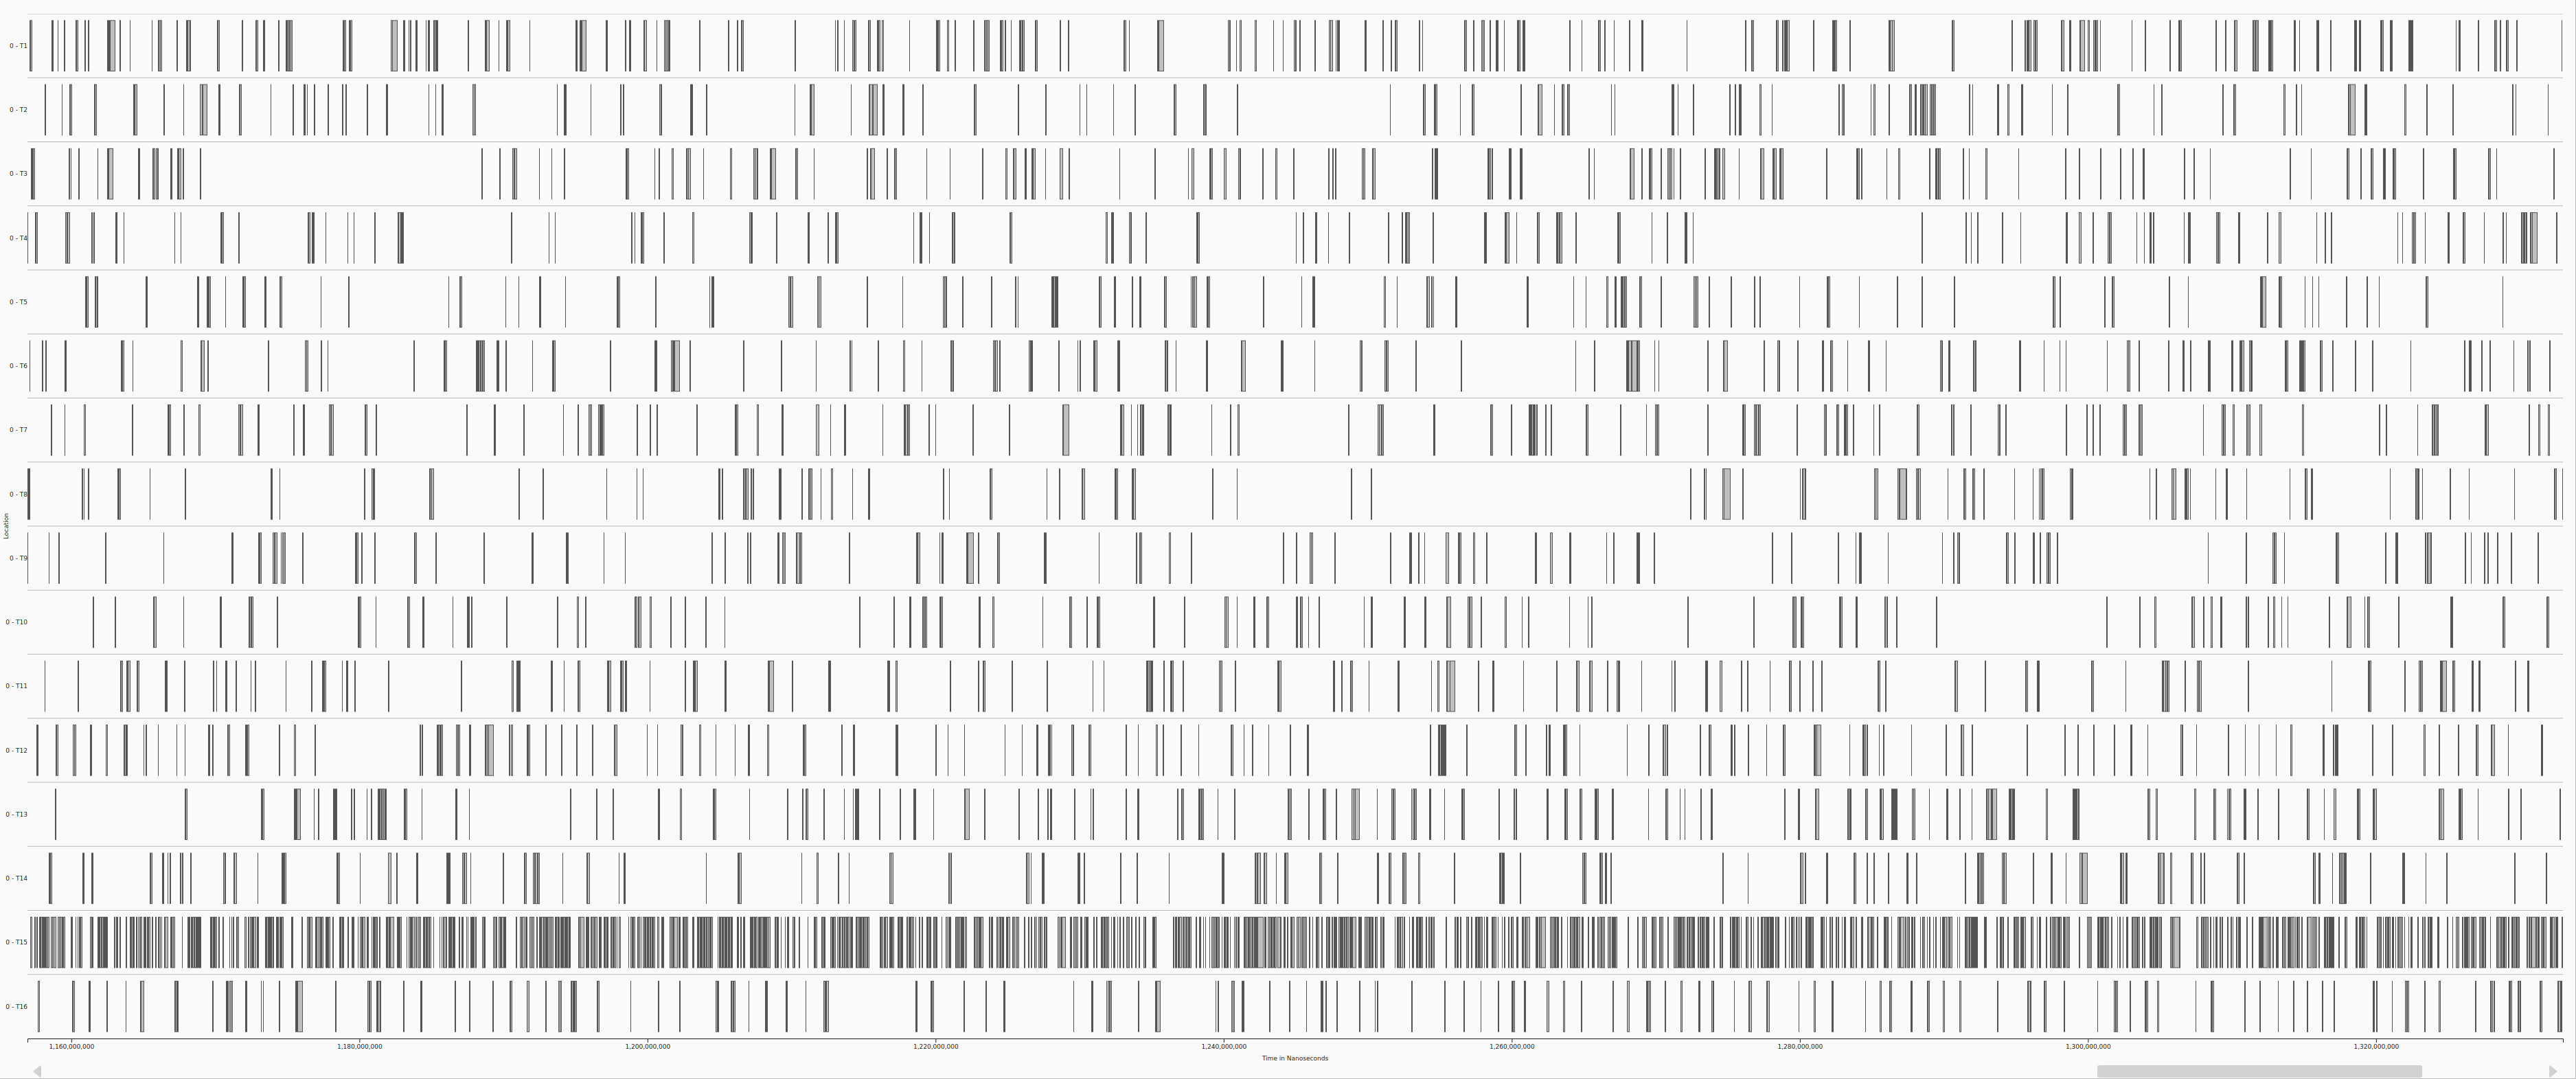 0 - T1
0 - T2
0 - T3
0 - T4
0 - T5
0 - T6
0 - T7
0 - T8
Location
0 - T9
0 - T10
0 - T11
0 - T12
0 - T13
0 - T14
0 - T15
0 - T16
1,160,000,000 1,180,000,000 1,200,000,000 1,220,000,000 1,240,000,000 1,260,000,000 1,280,000,000 1,300,000,000 1,320,000,000
Time in Nanoseconds